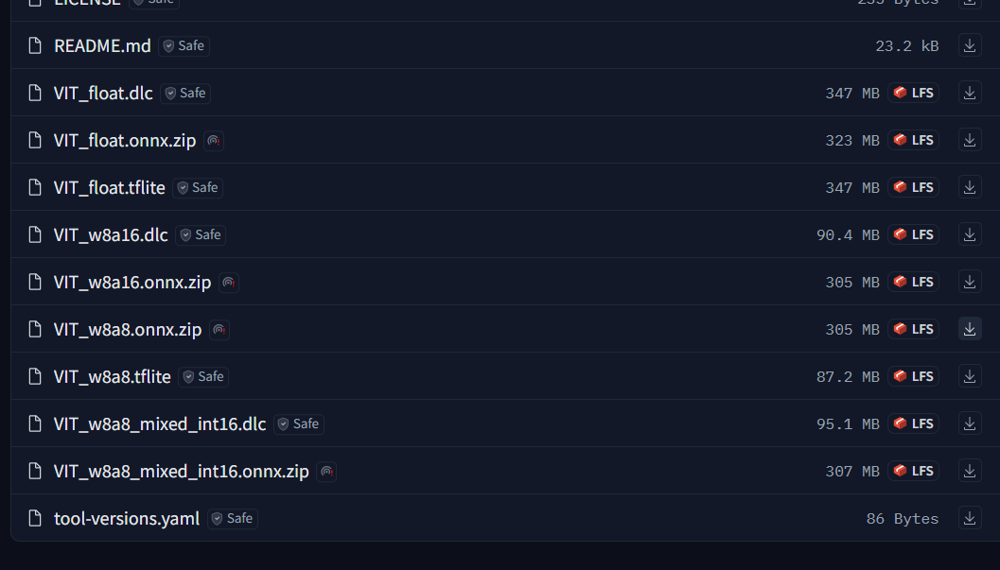 LICENSE Safe 255 Bytes
README.md Safe 23.2 kB
VIT_float.dlc Safe 347 MB LFS
VIT_float.onnx.zip 323 MB LFS
VIT_float.tflite Safe 347 MB LFS
VIT_w8a16.dlc Safe 90.4 MB LFS
VIT_w8a16.onnx.zip 305 MB LFS
VIT_w8a8.onnx.zip 305 MB LFS
VIT_w8a8.tflite Safe 87.2 MB LFS
VIT_w8a8_mixed_int16.dlc Safe 95.1 MB LFS
VIT_w8a8_mixed_int16.onnx.zip 307 MB LFS
tool-versions.yaml Safe 86 Bytes